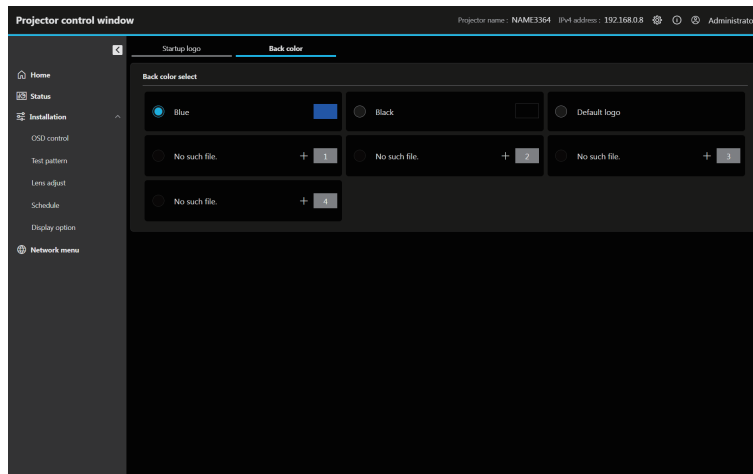 Projector control window
Projector name : NAME3364 IPv4 address : 192.168.0.8 Administrato
Startup logo
Back color
Home
Status
Installation
OSD control
Test pattern
Lens adjust
Schedule
Display option
Network menu
Back color select
Blue
Black
Default logo
No such file. + 1
No such file. + 2
No such file. + 3
No such file. + 4